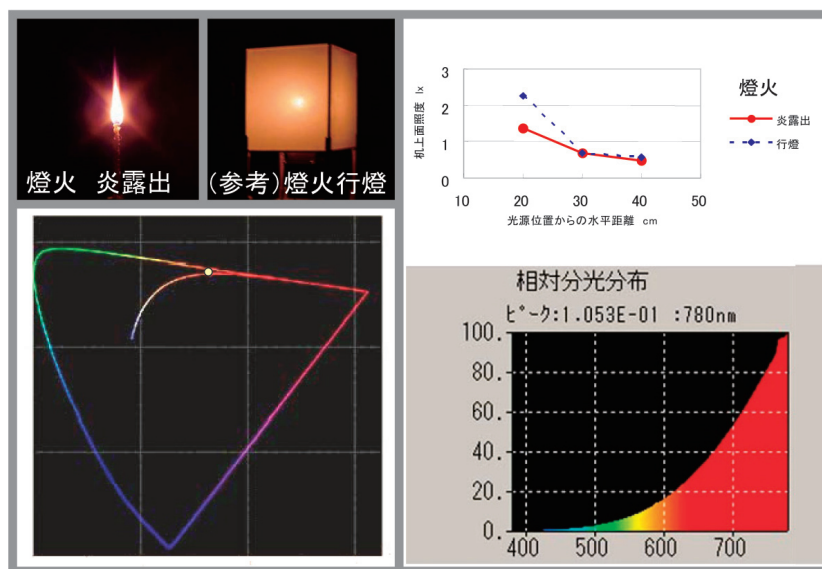 燈火 炎露出
(参考)燈火行燈
3
2
1
0
机上面照度 lx
10 20 30 40 50
光源位置からの水平距離 cm
燈火
炎露出
行燈
相対分光分布
ピーク:1.053E-01 :780nm
100.
80.
60.
40.
20.
0.
400 500 600 700